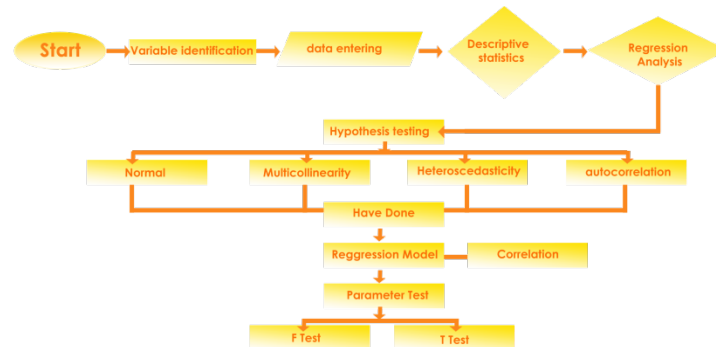 Start
Variable identification
data entering
Descriptive
statistics
Regression
Analysis
Hypothesis testing
Normal
Multicollinearity
Heteroscedasticity
autocorrelation
Have Done
Reggression Model
Correlation
Parameter Test
F Test
T Test